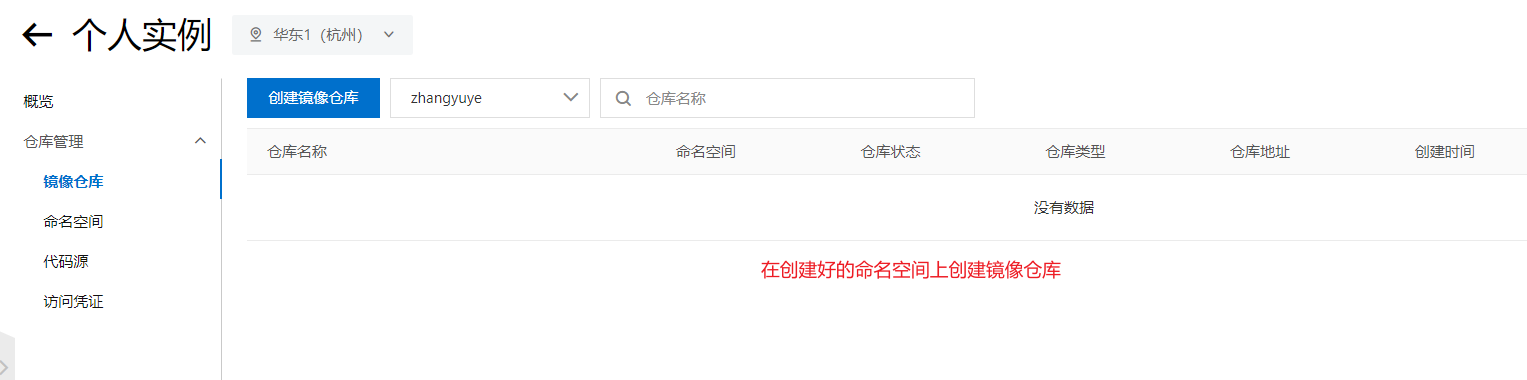 个人实例 华东1（杭州）
概览
仓库管理
镜像仓库
命名空间
代码源
访问凭证
创建镜像仓库 zhangyuye 仓库名称
仓库名称 命名空间 仓库状态 仓库类型 仓库地址 创建时间
没有数据
在创建好的命名空间上创建镜像仓库